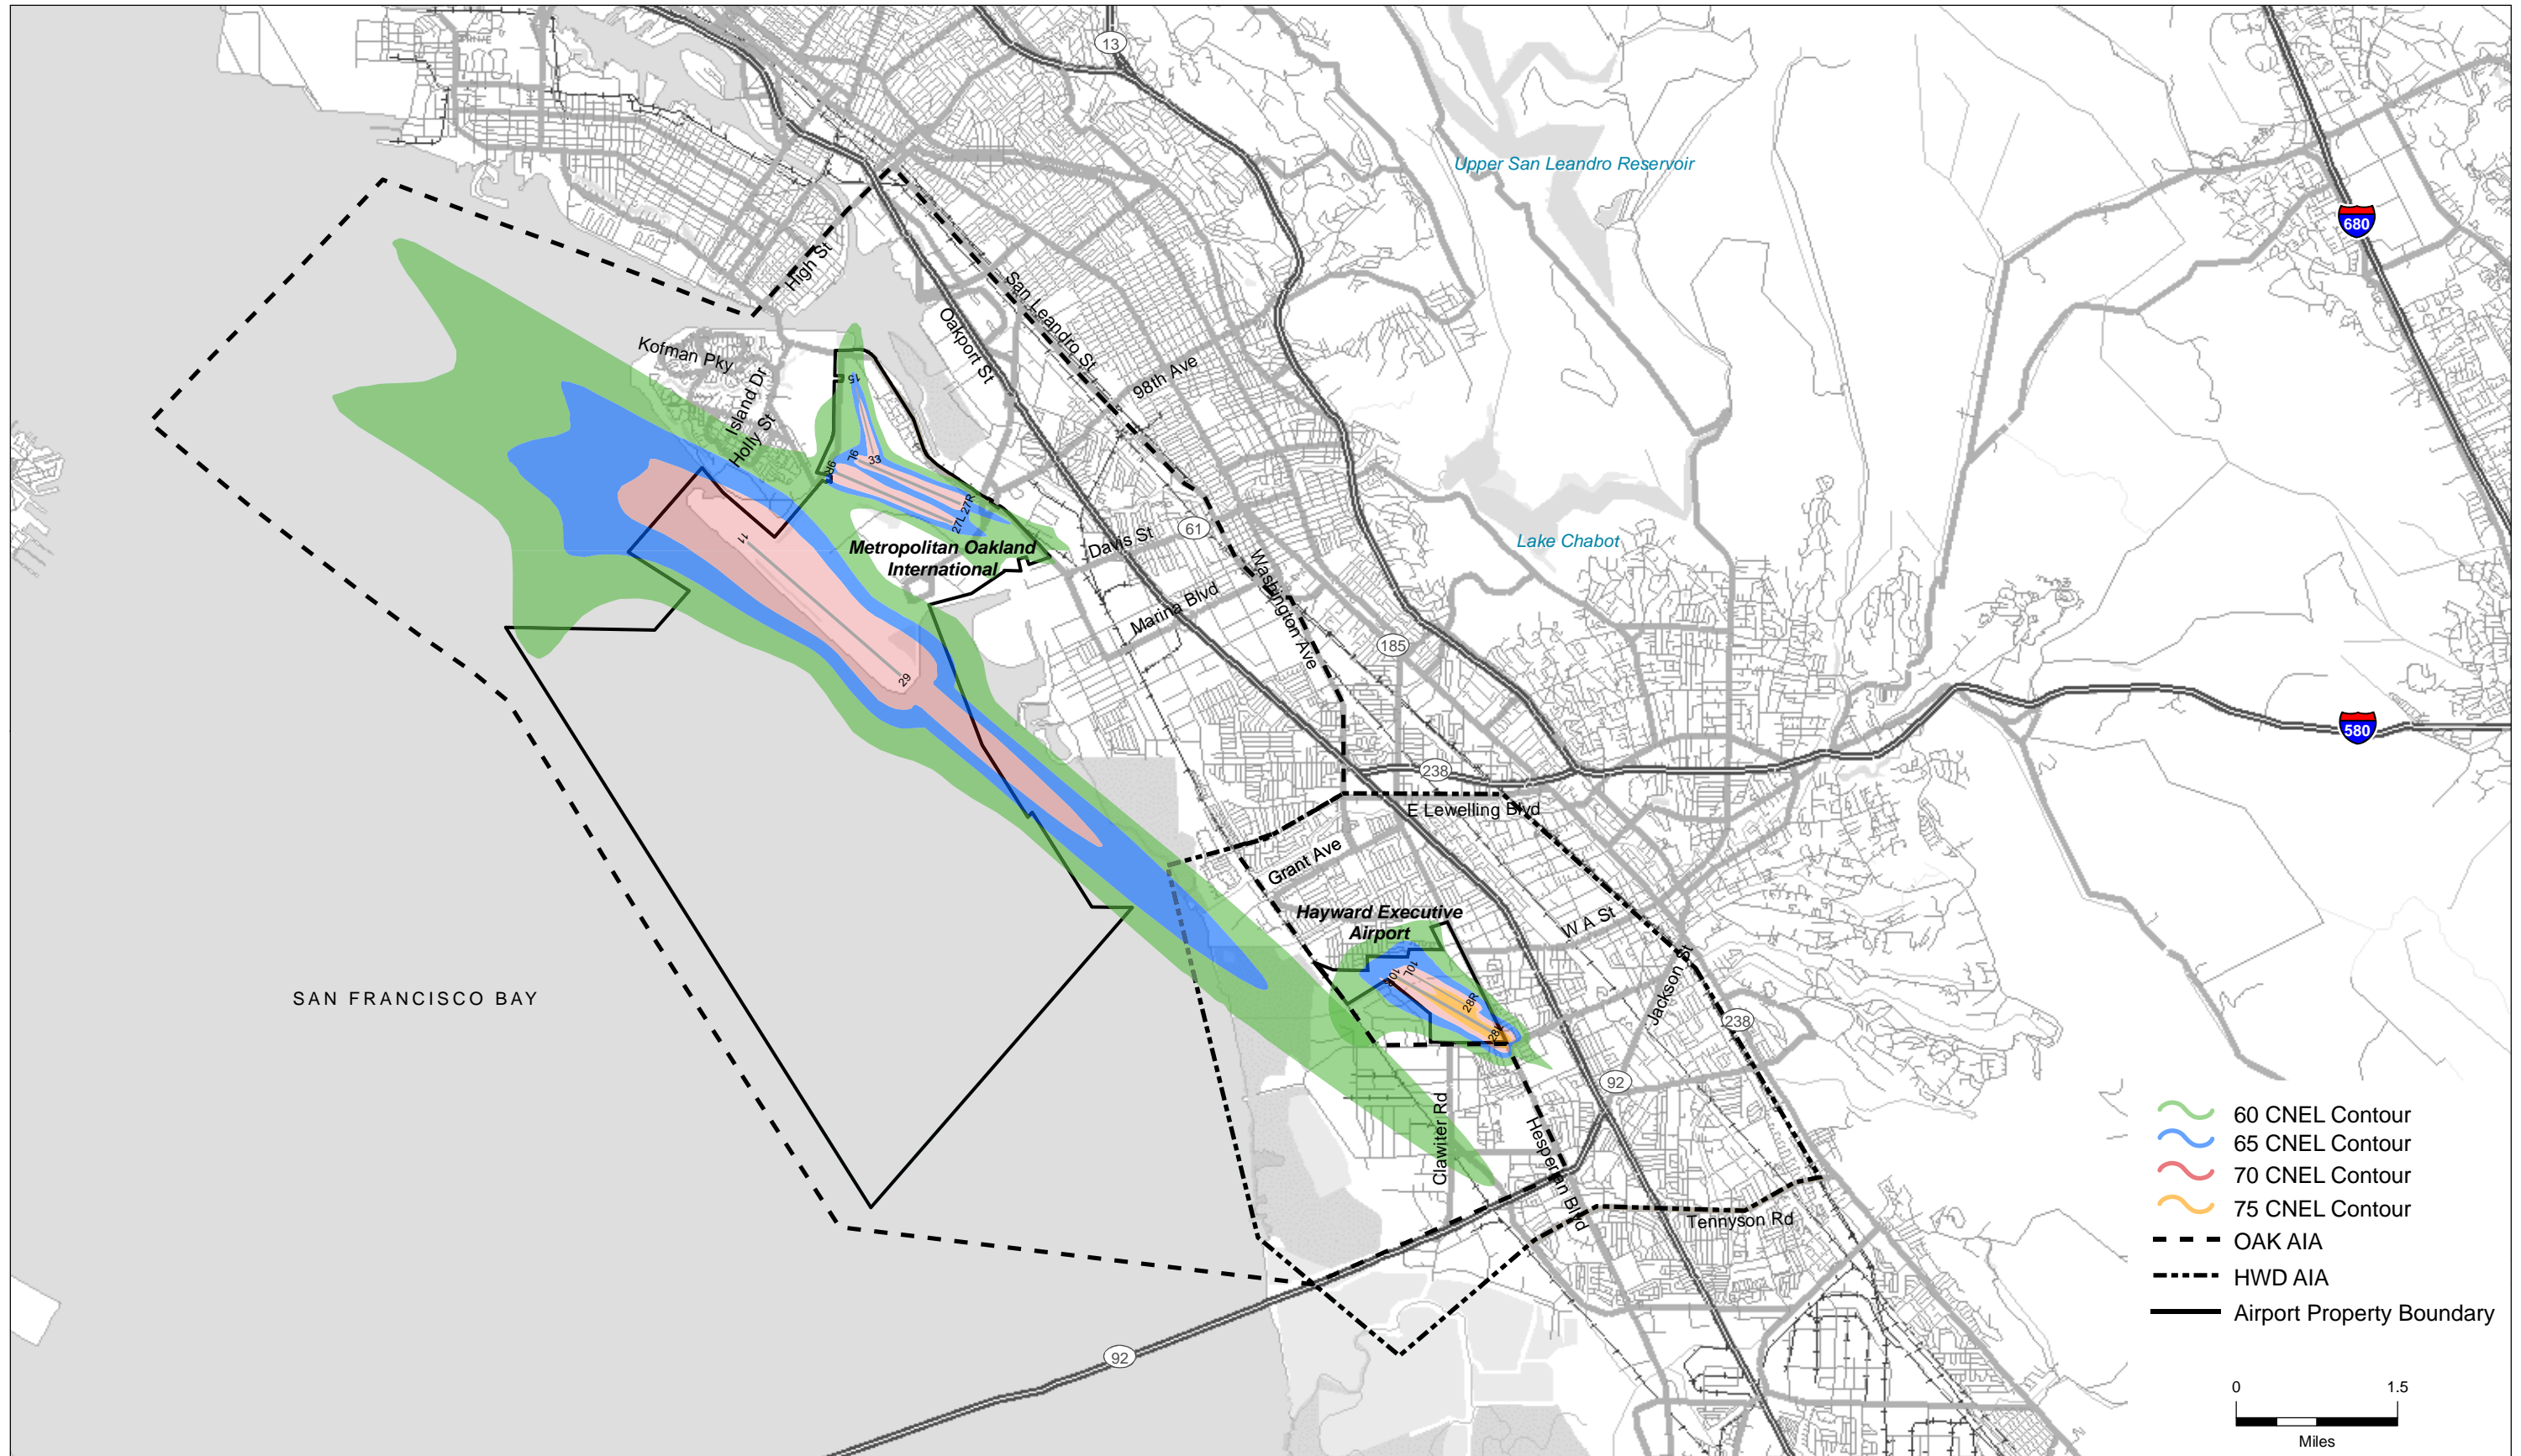 13
Upper San Leandro Reservoir
680
High St
San Leandro St
Oakport St
Kofman Pky
Island Dr
Holly St
98th Ave
15
33
9L
9R
27R
27L
11
29
Metropolitan Oakland
International
Davis St
61
Lake Chabot
Marina Blvd
Washington Ave
185
580
238
E Lewelling Blvd
Grant Ave
Hayward Executive
Airport
W A St
10L
10R
28R
28L
Jackson St
238
SAN FRANCISCO BAY
92
Clawiter Rd
Hesperian Blvd
Tennyson Rd
92
60 CNEL Contour
65 CNEL Contour
70 CNEL Contour
75 CNEL Contour
OAK AIA
HWD AIA
Airport Property Boundary
0 1.5
Miles